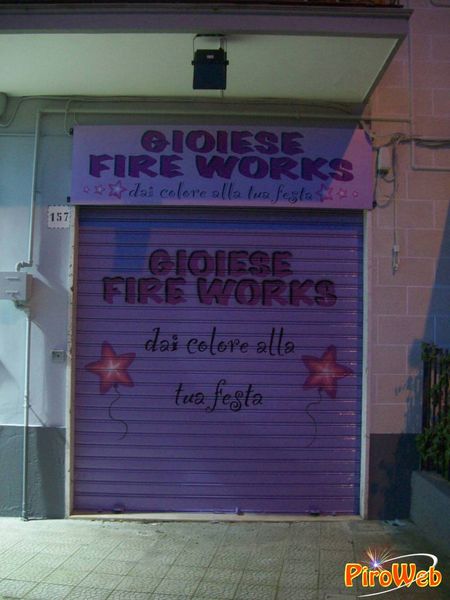 GIOIESE
FIRE WORKS
dai colore alla tua festa
157
GIOIESE
FIRE WORKS
dai colore alla
tua festa
PiroWeb